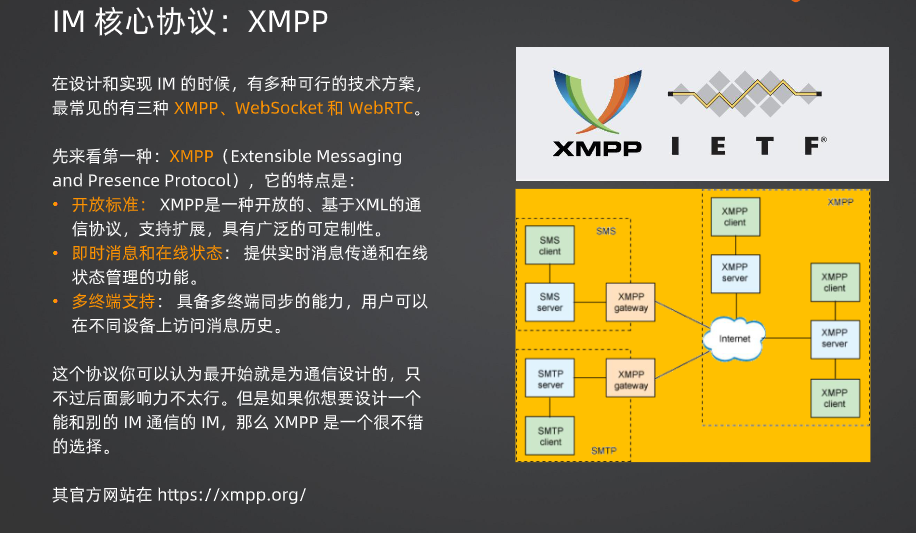 IM 核心协议：XMPP
在设计和实现 IM 的时候，有多种可行的技术方案，
最常见的有三种 XMPP、WebSocket 和 WebRTC。
先来看第一种：XMPP（Extensible Messaging
and Presence Protocol），它的特点是：
• 开放标准： XMPP是一种开放的、基于XML的通
信协议，支持扩展，具有广泛的可定制性。
• 即时消息和在线状态： 提供实时消息传递和在线
状态管理的功能。
• 多终端支持： 具备多终端同步的能力，用户可以
在不同设备上访问消息历史。
这个协议你可以认为最开始就是为通信设计的，只
不过后面影响力不太行。但是如果你想要设计一个
能和别的 IM 通信的 IM，那么 XMPP 是一个很不错
的选择。
其官方网站在 https://xmpp.org/
XMPP
IETF®
XMPP
client
XMPP
SMS
client
SMS
XMPP
server
XMPP
client
SMS
server
XMPP
gateway
Internet
XMPP
server
SMTP
server
XMPP
gateway
XMPP
client
SMTP
client
SMTP